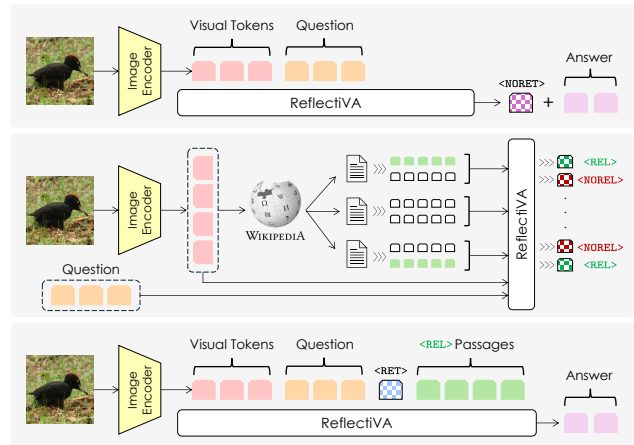 Visual Tokens
Question
Answer
Image
Encoder
<NORET>
+
ReflectiVA
Image
Encoder
WIKIPEDIA
ReflectiVA
<REL>
<NOREL>
<NOREL>
<REL>
Question
Visual Tokens
Question
<REL> Passages
<RET>
Answer
Image
Encoder
ReflectiVA